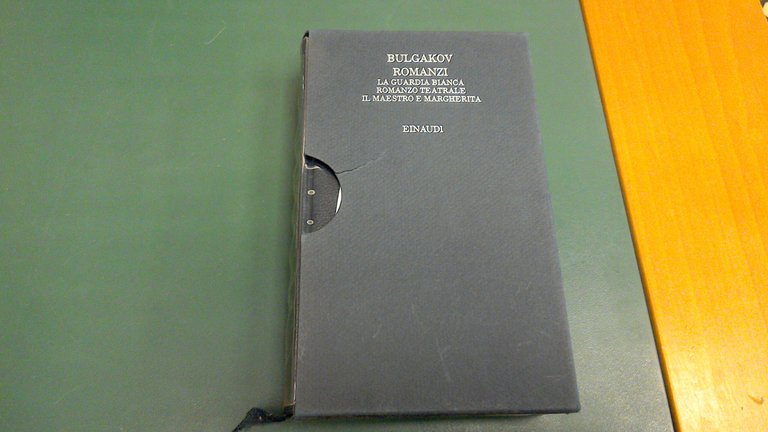 BULGAKOV
ROMANZI
LA GUARDIA BIANCA
ROMANZO TEATRALE
IL MAESTRO E MARGHERITA
EINAUDI